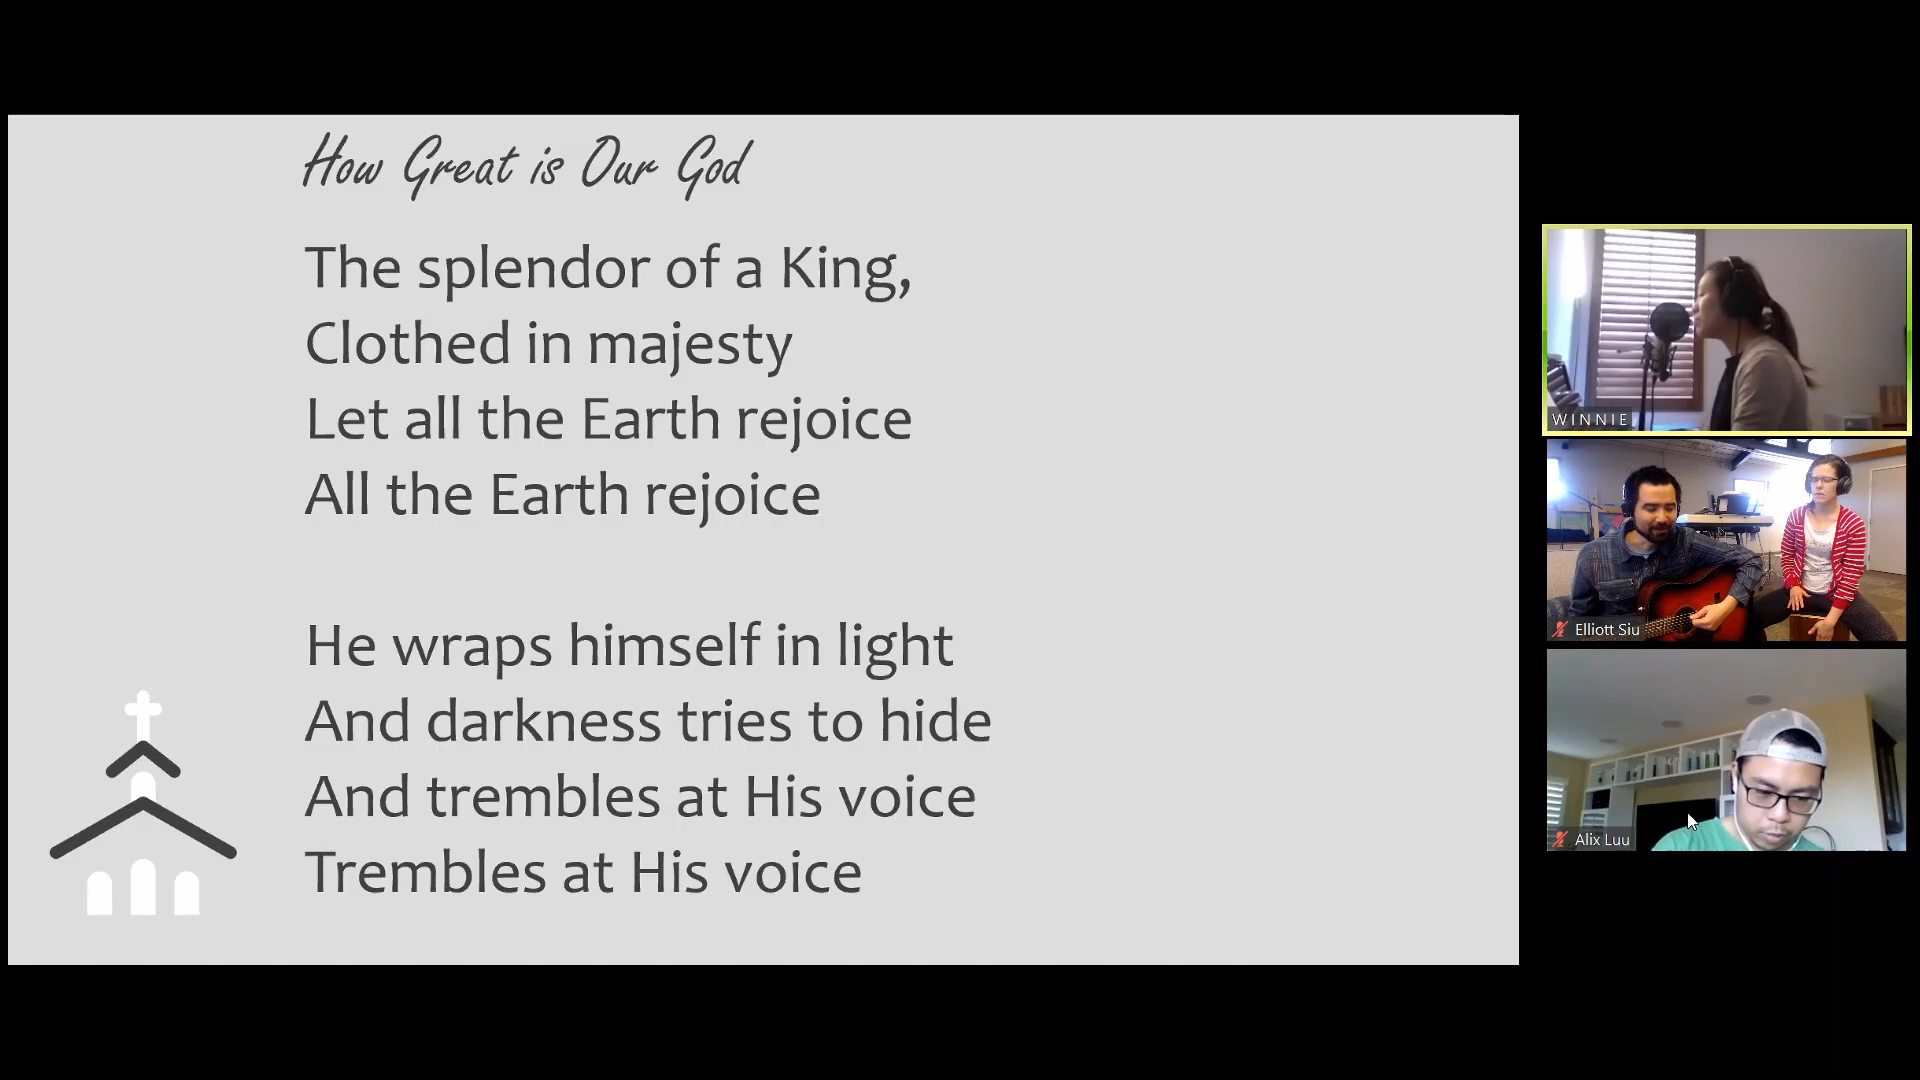 How Great is Our God
The splendor of a King,
Clothed in majesty
Let all the Earth rejoice
All the Earth rejoice
He wraps himself in light
And darkness tries to hide
And trembles at His voice
Trembles at His voice
WINNIE
Elliott Siu
Alix Luu